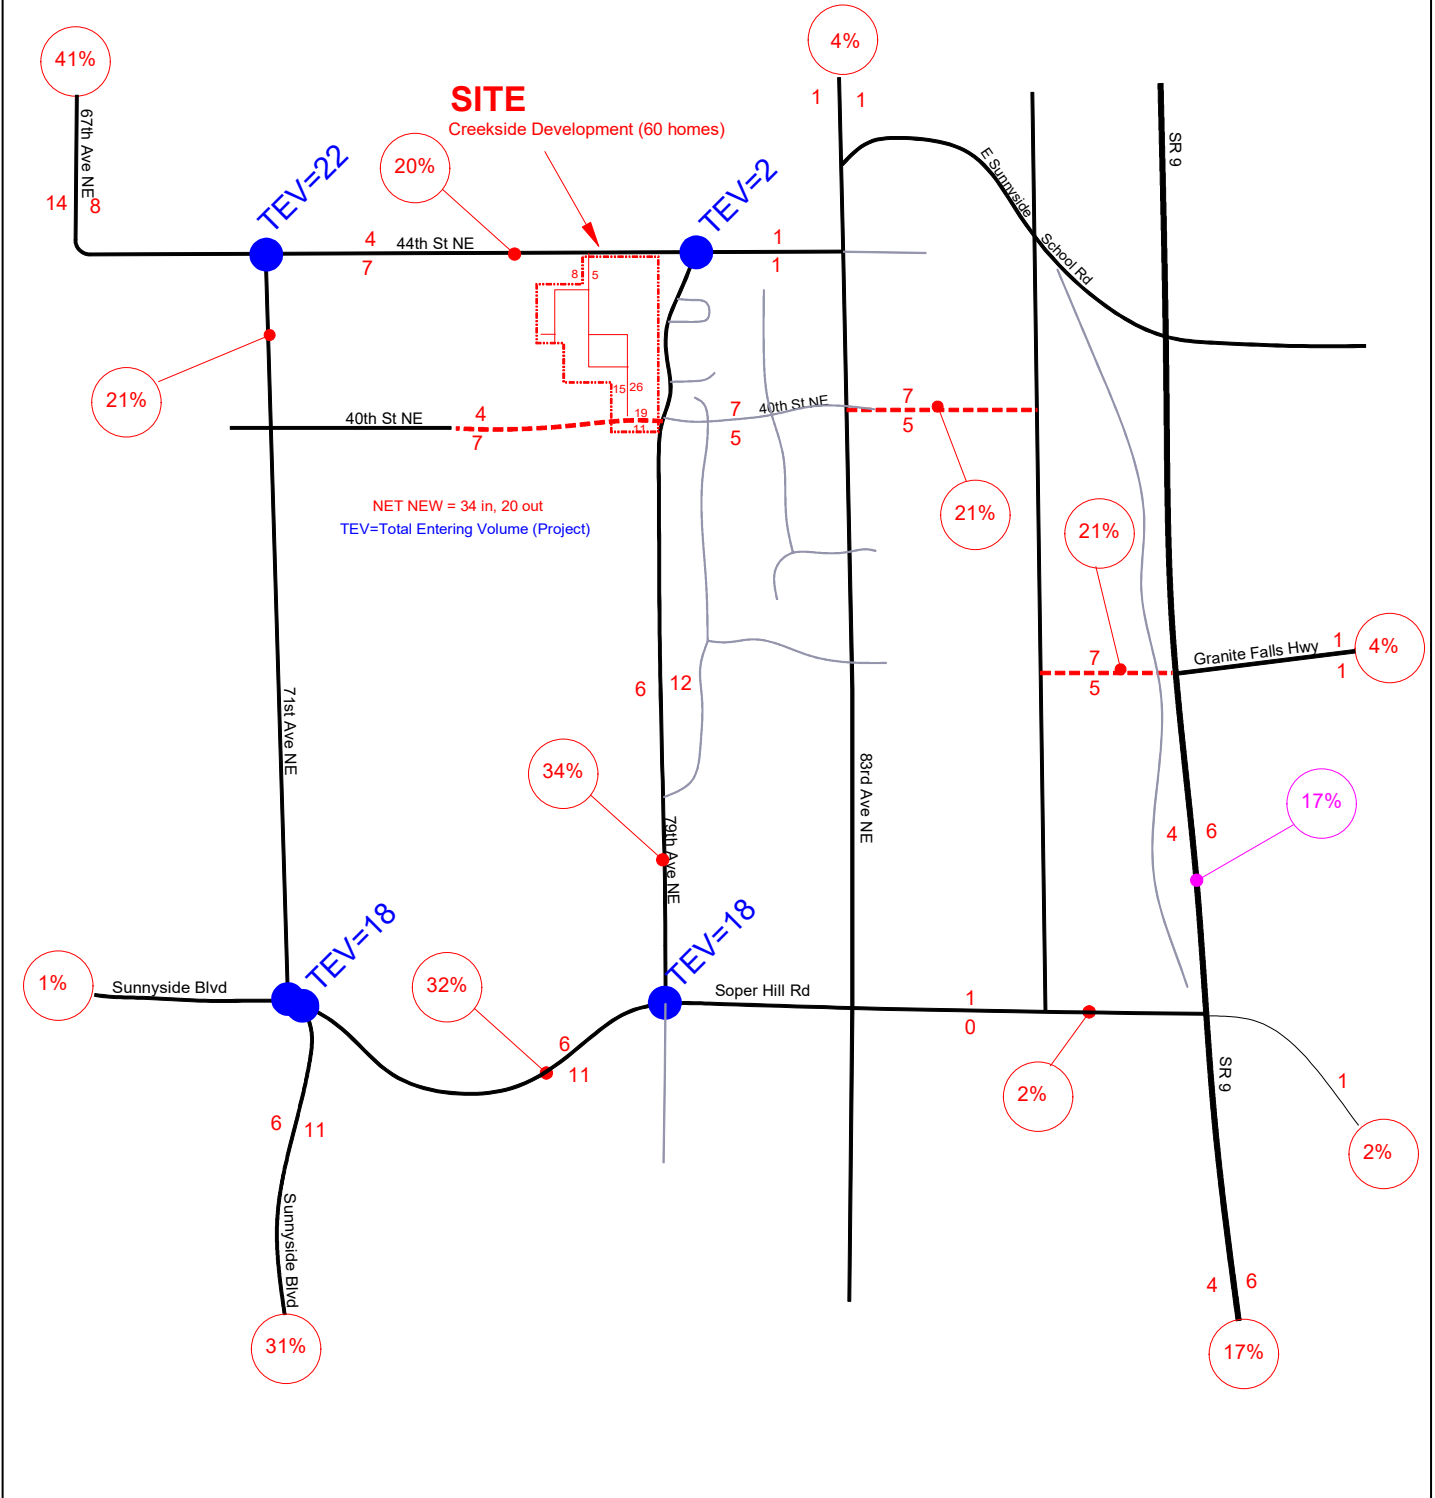 41%
4%
SITE
Creekside Development (60 homes)
1 1
67th Ave NE
SR 9
TEV=22
20%
TEV=2
E Sunnyside
School Rd
14 8
4
44th St NE
7
1
1
8 5
21%
15 26
40th St NE
4
7
19
11
7
40th St NE
5
7
5
NET NEW = 34 in, 20 out
TEV=Total Entering Volume (Project)
21%
21%
7
5
Granite Falls Hwy
1
1
4%
6 12
71st Ave NE
34%
79th Ave NE
83rd Ave NE
17%
4 6
TEV=18
TEV=18
1%
Sunnyside Blvd
32%
Soper Hill Rd
1
0
6
11
2%
SR 9
1
2%
6 11
Sunnyside Blvd
31%
4 6
17%